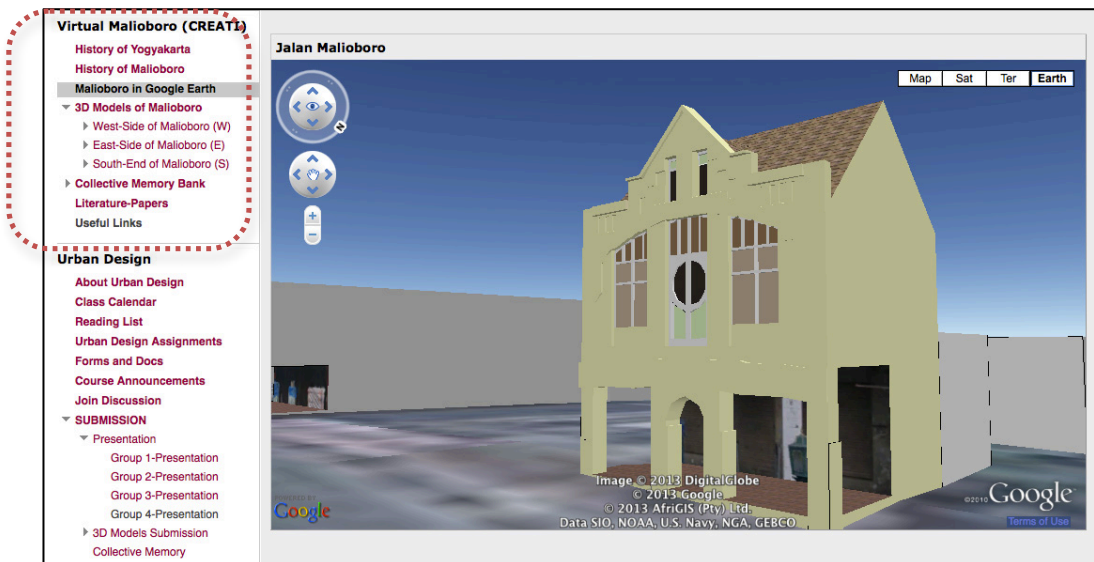 Virtual Malioboro (CREATI)
History of Yogyakarta
History of Malioboro
Malioboro in Google Earth
3D Models of Malioboro
West-Side of Malioboro (W)
East-Side of Malioboro (E)
South-End of Malioboro (S)
Collective Memory Bank
Literature-Papers
Useful Links
Urban Design
About Urban Design
Class Calendar
Reading List
Urban Design Assignments
Forms and Docs
Course Announcements
Join Discussion
SUBMISSION
Presentation
Group 1-Presentation
Group 2-Presentation
Group 3-Presentation
Group 4-Presentation
3D Models Submission
Collective Memory
Jalan Malioboro
Map Sat Ter Earth
N
Image © 2013 DigitalGlobe
© 2013 Google
© 2013 AfriGIS (Pty) Ltd.
Data SIO, NOAA, U.S. Navy, NGA, GEBCO
POWERED BY
Google
©2010 Google
Terms of Use